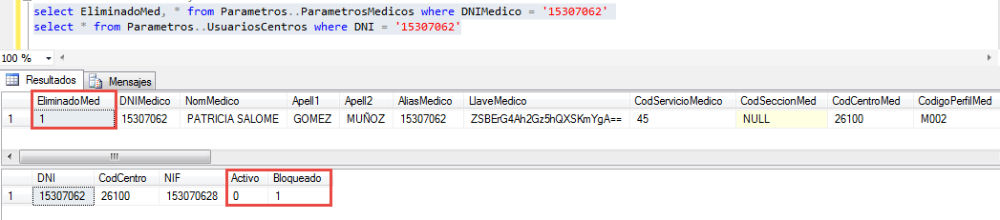 select EliminadoMed, * from Parametros..ParametrosMedicos where DNIMedico = '15307062'
select * from Parametros..UsuariosCentros where DNI = '15307062'
100 %
Resultados Mensajes
EliminadoMed DNIMedico NomMedico Apell1 Apell2 AliasMedico LlaveMedico CodServicioMedico CodSeccionMed CodCentroMed CodigoPerfilMed
1 1 15307062 PATRICIA SALOME GOMEZ MUÑOZ 15307062 ZSBErG4Ah2Gz5hQXSKmYgA== 45 NULL 26100 M002
DNI CodCentro NIF Activo Bloqueado
1 15307062 26100 153070628 0 1